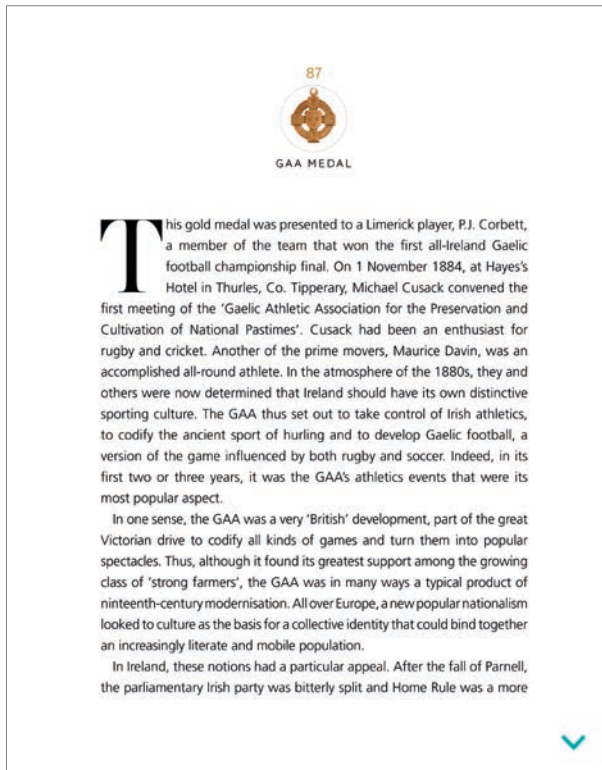 87
GAA MEDAL
This gold medal was presented to a Limerick player, P.J. Corbett,
a member of the team that won the first all-Ireland Gaelic
football championship final. On 1 November 1884, at Hayes's
Hotel in Thurles, Co. Tipperary, Michael Cusack convened the
first meeting of the 'Gaelic Athletic Association for the Preservation and
Cultivation of National Pastimes'. Cusack had been an enthusiast for
rugby and cricket. Another of the prime movers, Maurice Davin, was an
accomplished all-round athlete. In the atmosphere of the 1880s, they and
others were now determined that Ireland should have its own distinctive
sporting culture. The GAA thus set out to take control of Irish athletics,
to codify the ancient sport of hurling and to develop Gaelic football, a
version of the game influenced by both rugby and soccer. Indeed, in its
first two or three years, it was the GAA's athletics events that were its
most popular aspect.
In one sense, the GAA was a very 'British' development, part of the great
Victorian drive to codify all kinds of games and turn them into popular
spectacles. Thus, although it found its greatest support among the growing
class of 'strong farmers', the GAA was in many ways a typical product of
ninteenth-century modernisation. All over Europe, a new popular nationalism
looked to culture as the basis for a collective identity that could bind together
an increasingly literate and mobile population.
In Ireland, these notions had a particular appeal. After the fall of Parnell,
the parliamentary Irish party was bitterly split and Home Rule was a more